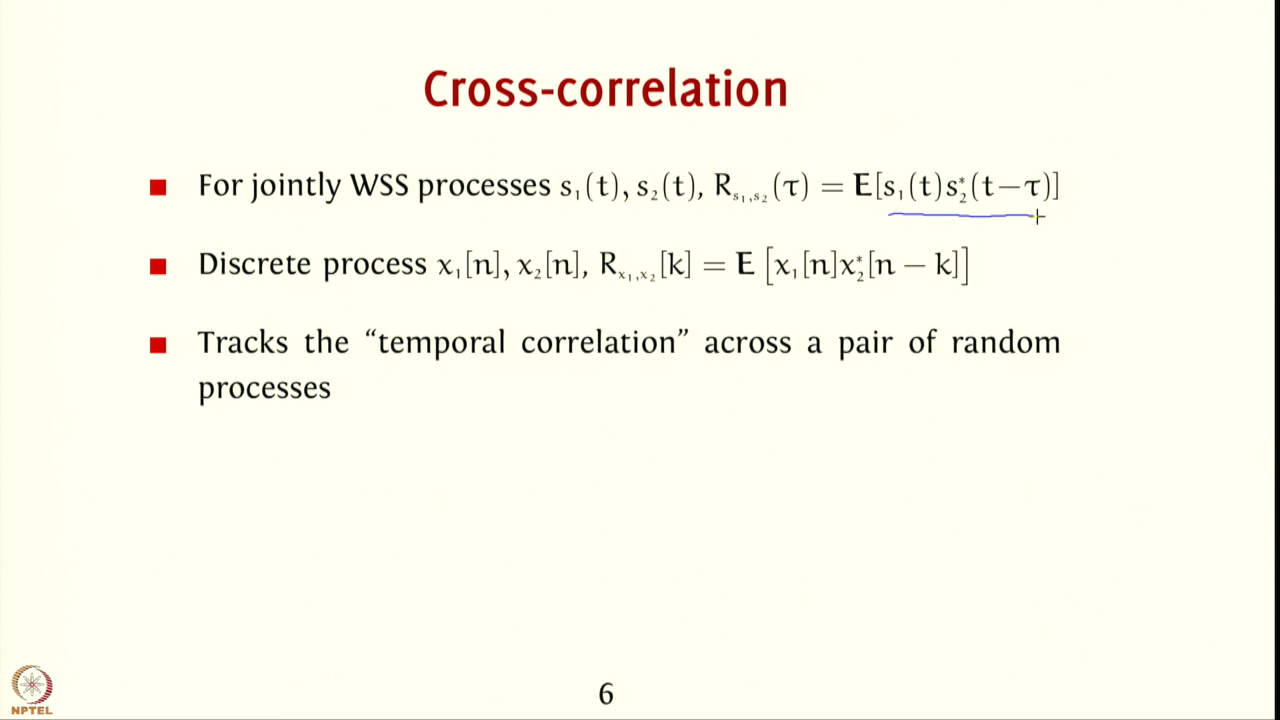 Cross-correlation
For jointly WSS processes s₁(t), s₂(t), R_{s₁,s₂}(τ) = E[s₁(t)s₂*(t−τ)]
Discrete process x₁[n], x₂[n], R_{x₁,x₂}[k] = E [x₁[n]x₂*[n − k]]
Tracks the “temporal correlation” across a pair of random
processes
NPTEL
6